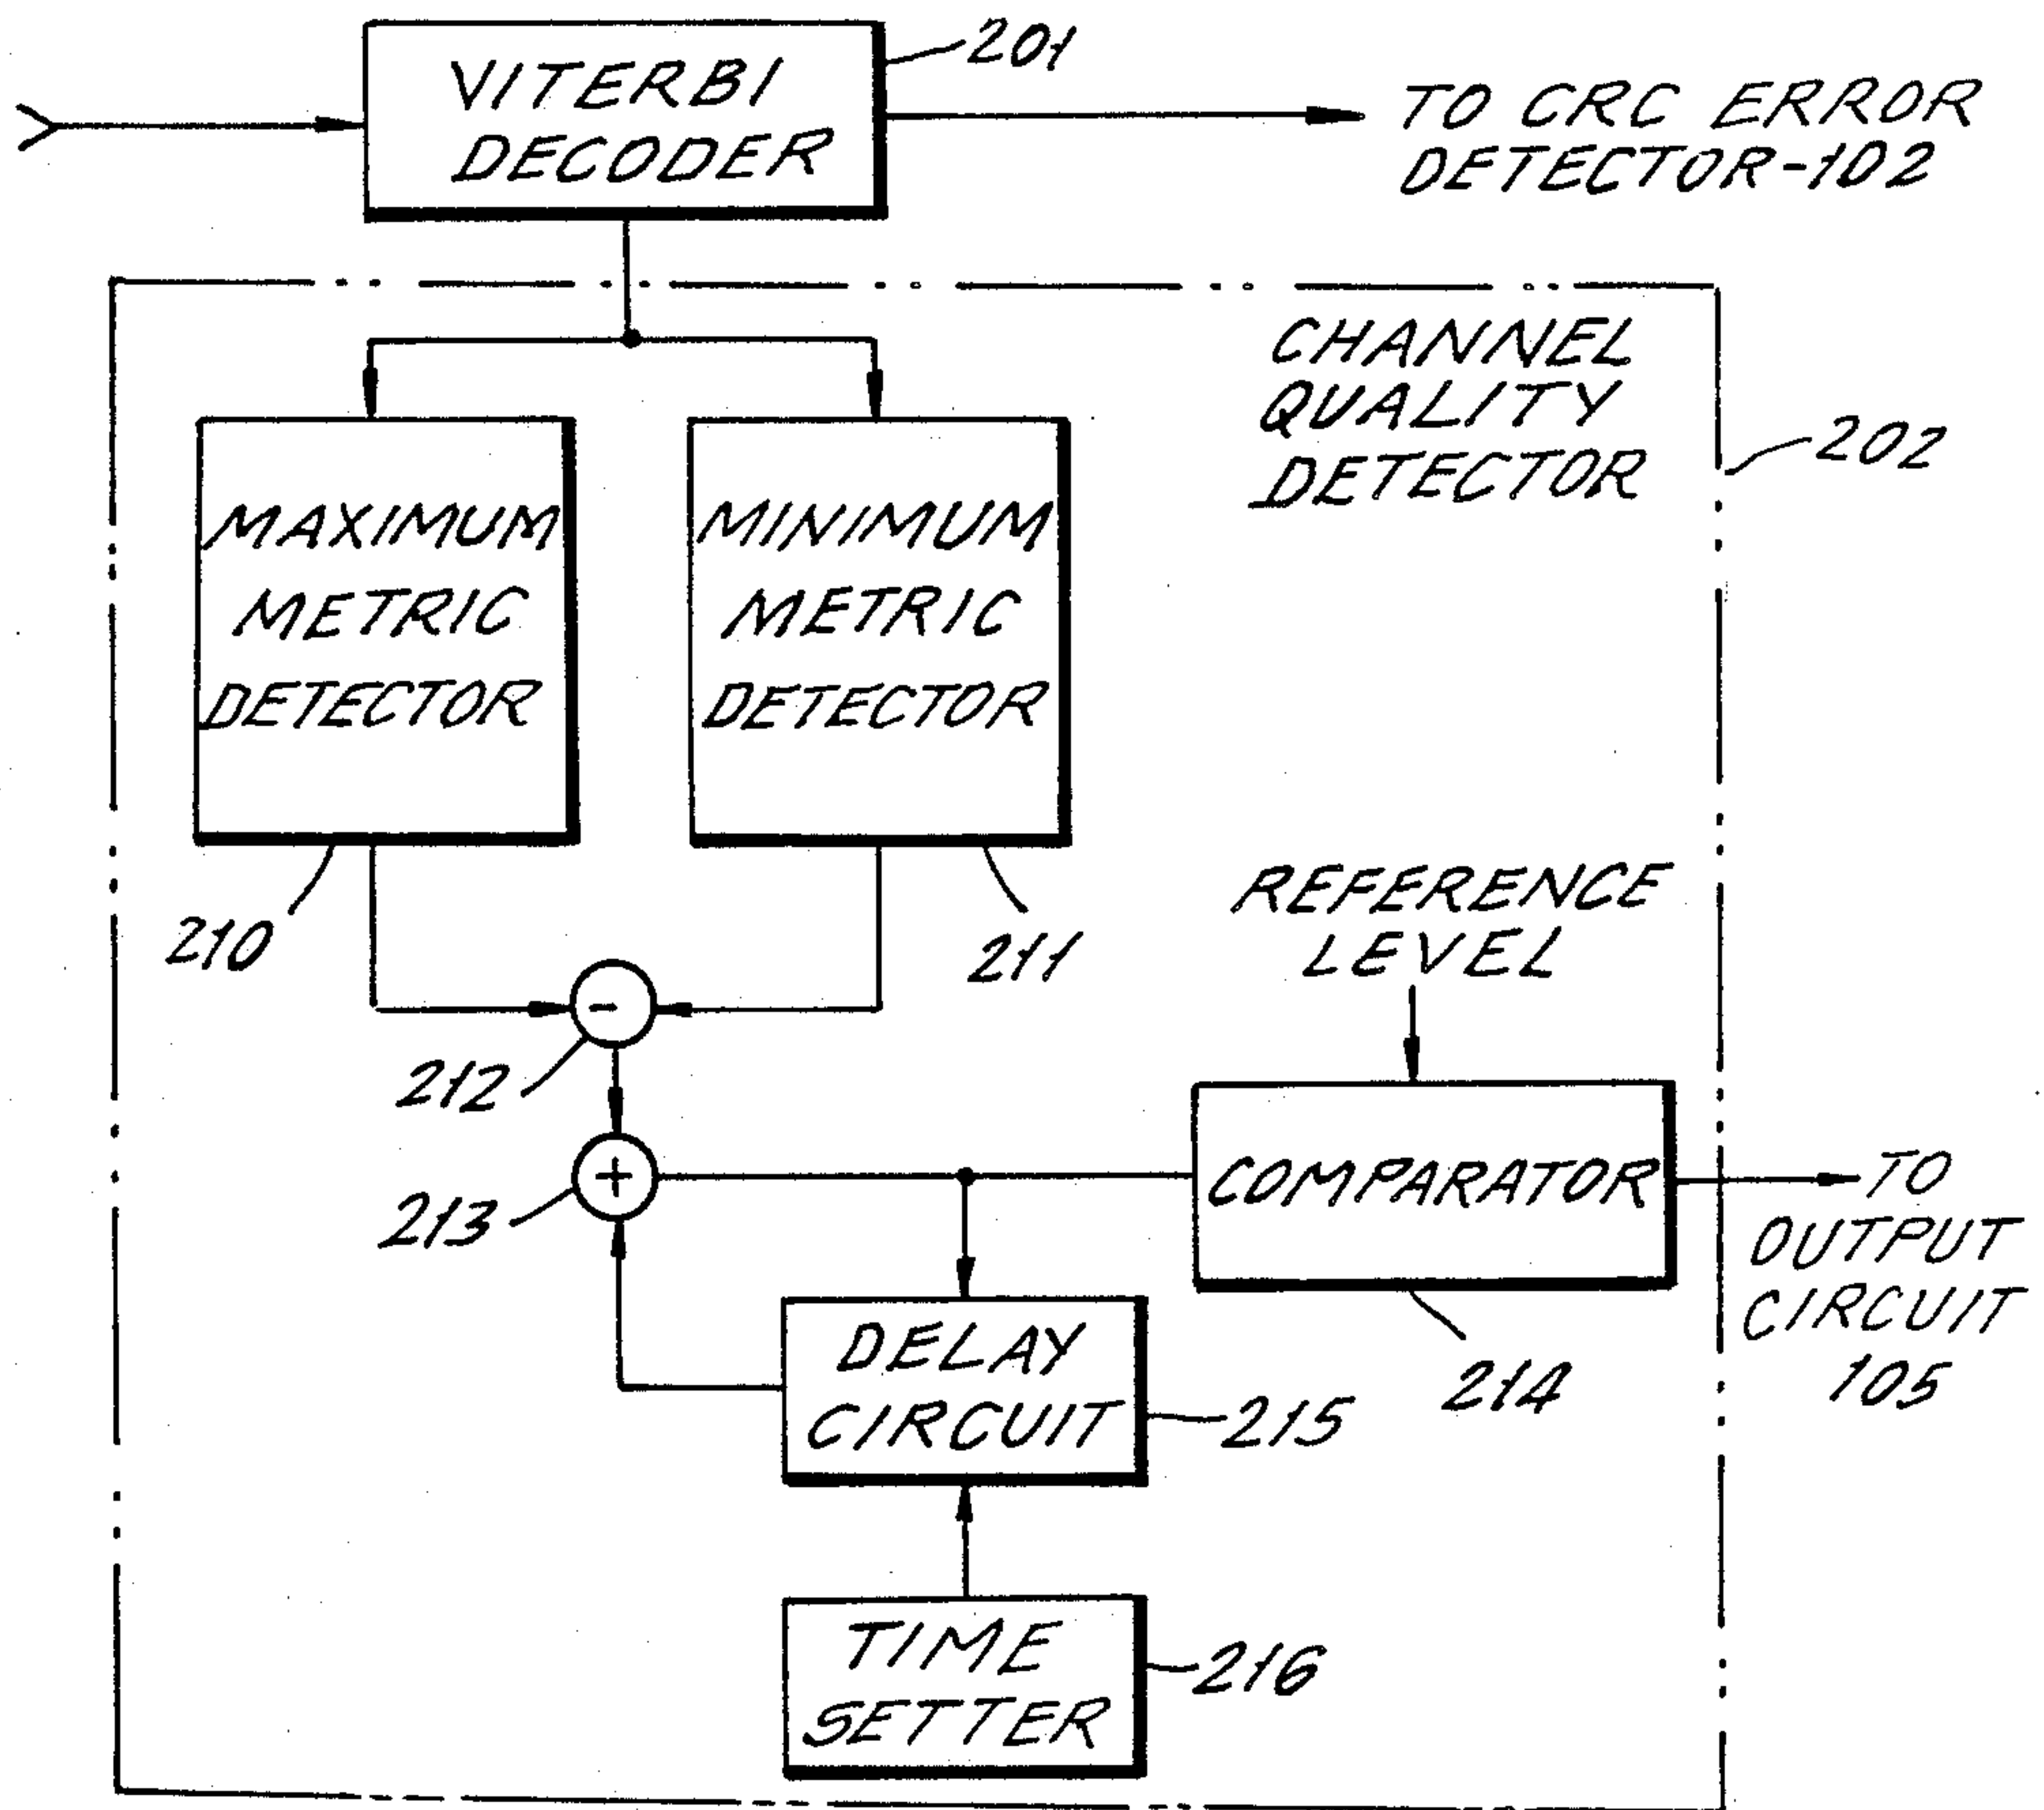 VITERBI
DECODER
201
TO CRC ERROR
DETECTOR-102
CHANNEL
QUALITY
DETECTOR
202
MAXIMUM
METRIC
DETECTOR
210
MINIMUM
METRIC
DETECTOR
211
REFERENCE
LEVEL
-
212
+
213
COMPARATOR
214
TO
OUTPUT
CIRCUIT
105
DELAY
CIRCUIT
215
TIME
SETTER
216